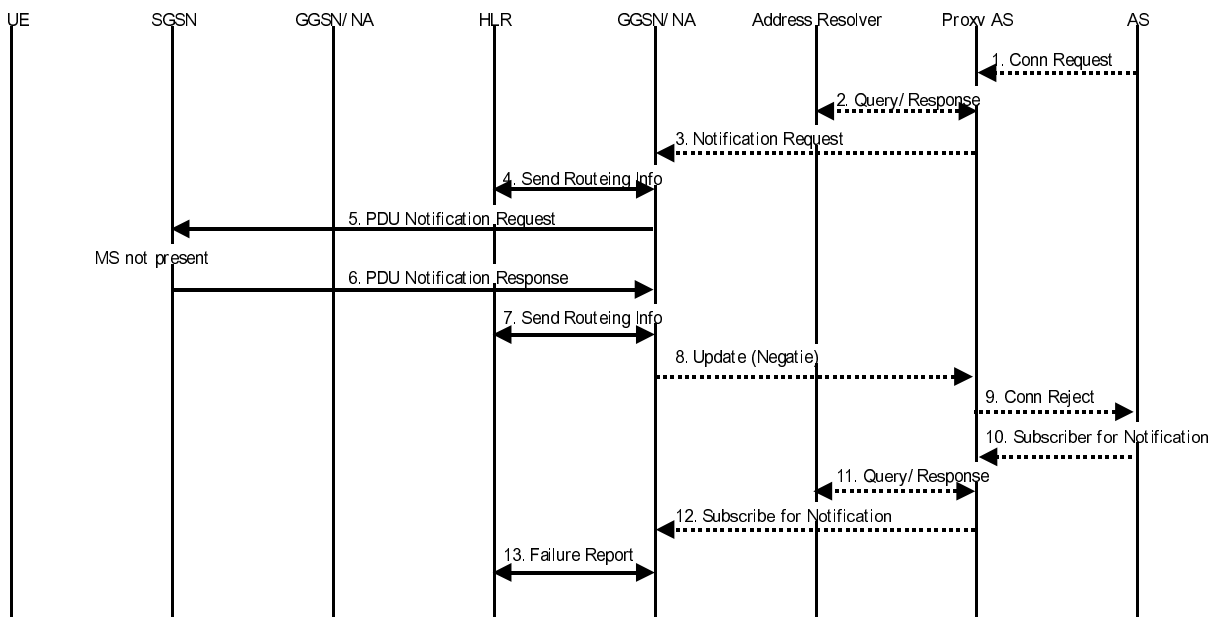 UE SGSN GGSN/NA HLR GGSN/NA Address Resolver Proxy AS AS
1. Conn Request
2. Query/Response
3. Notification Request
4. Send Routeing Info
5. PDU Notification Request
MS not present
6. PDU Notification Response
7. Send Routeing Info
8. Update (Negatie)
9. Conn Reject
10. Subscriber for Notification
11. Query/Response
12. Subscribe for Notification
13. Failure Report